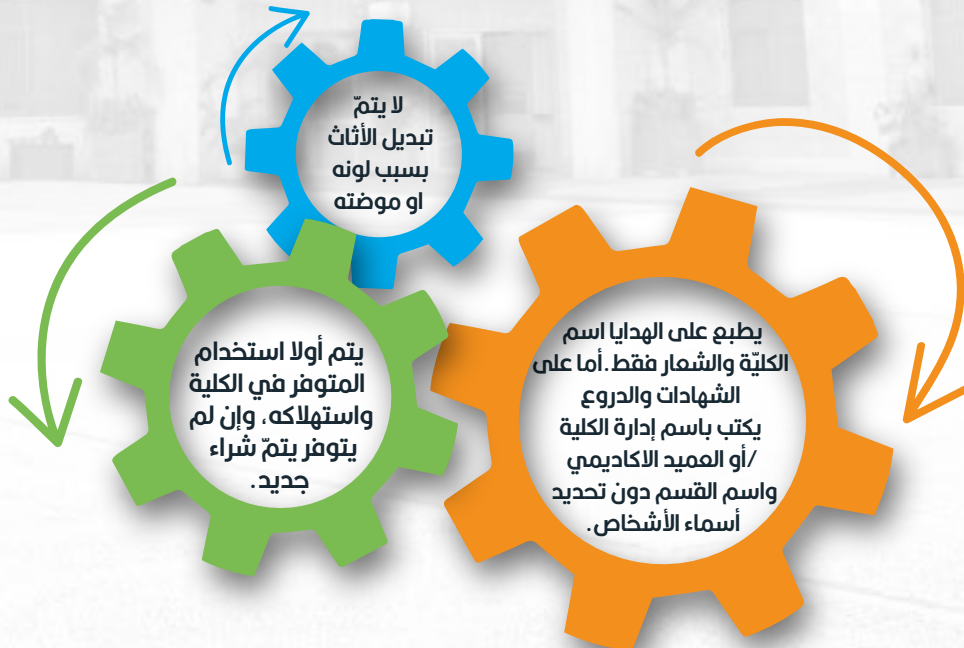 لا يتمّ
تبديل الأثاث
بسبب لونه
او موضته
يطبع على الهدايا اسم
الكليّة والشعار فقط.أما على
الشهادات والدروع
يكتب باسم إدارة الكلية
/أو العميد الاكاديمي
واسم القسم دون تحديد
أسماء الأشخاص.
يتم أولا استخدام
المتوفر في الكلية
واستهلاكه، وإن لم
يتوفر يتمّ شراء
جديد.